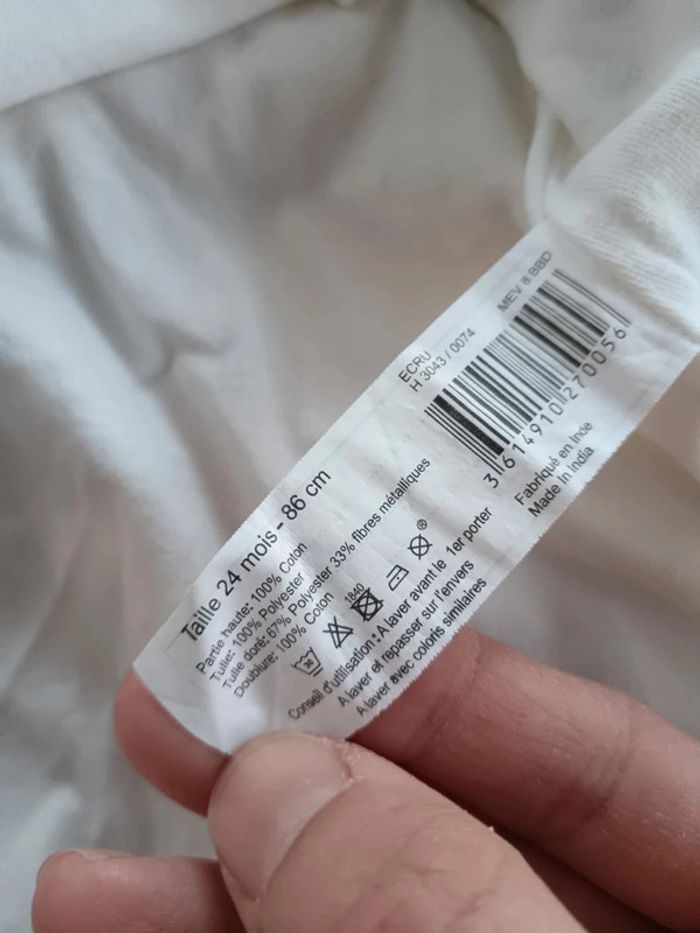 Taille 24 mois - 86 cm
Partie haute: 100% Coton
Tulle: 100% Polyester
Tulle doré: 67% Polyester 33% fibres métalliques
Doublure: 100% Coton
30
1840
®
Conseil d'utilisation : A laver avant le 1er porter
A laver et repasser sur l'envers
A laver avec coloris similaires
ECRU
H 3043 / 0074
MEV a BBD
3 614910 270056
Fabriqué en Inde
Made In India